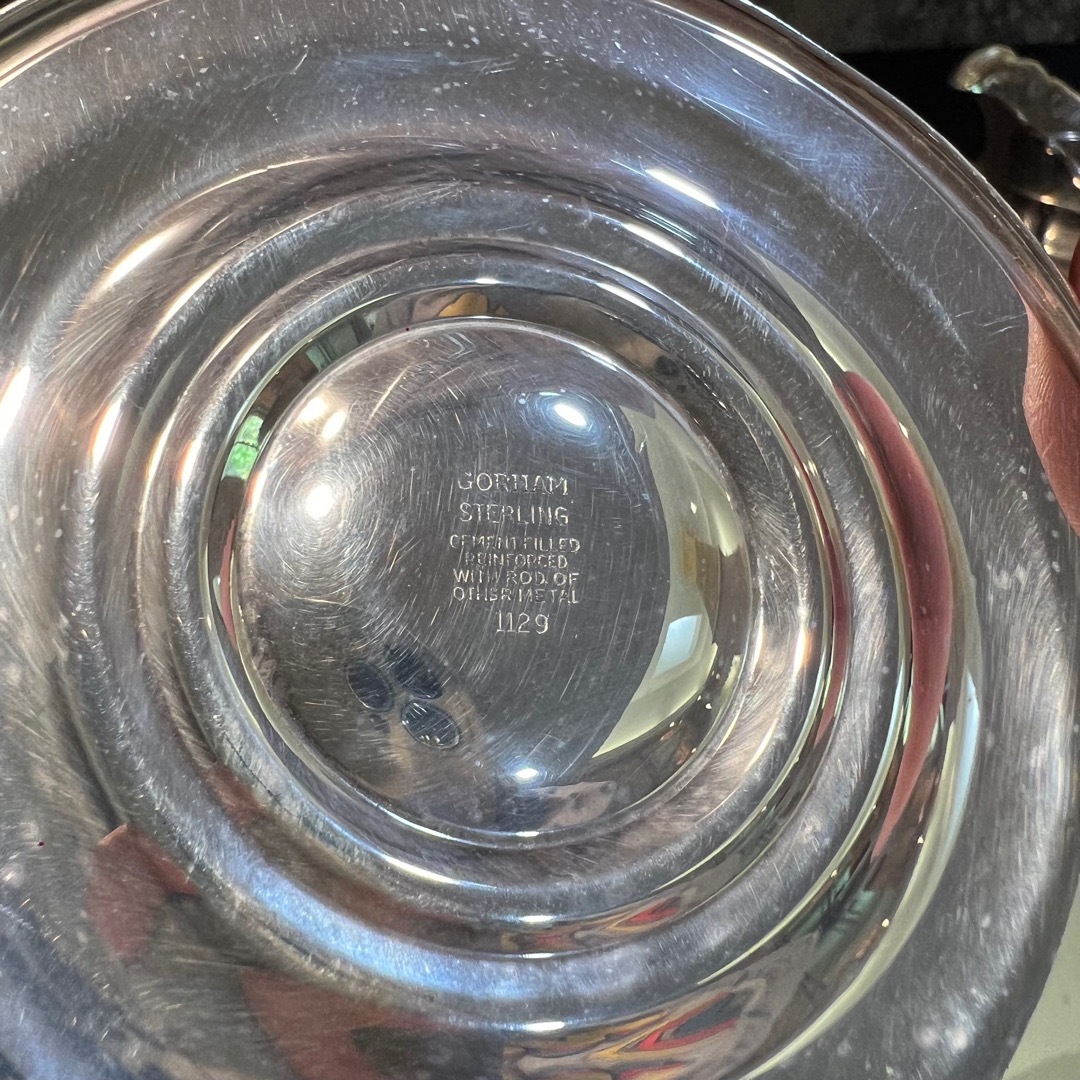 GORHAM
STERLING
CEMENT FILLED
REINFORCED
WITH ROD OF
OTHER METAL
1129